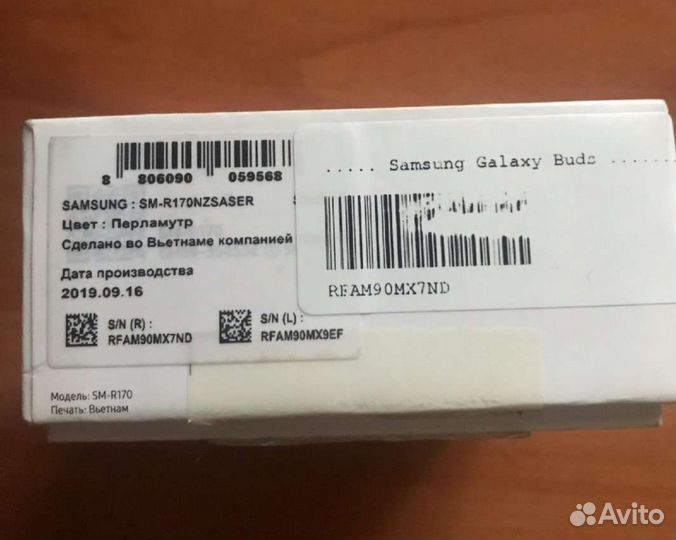 8 806090 059568
SAMSUNG : SM-R170NZSASER
Цвет : Перламутр
Сделано во Вьетнаме компанией
Дата производства
2019.09.16
S/N (R) :
RFAM90MX7ND
S/N (L) :
RFAM90MX9EF
..... Samsung Galaxy Buds .......
RFAM90MX7ND
Модель: SM-R170
Печать: Вьетнам
Avito